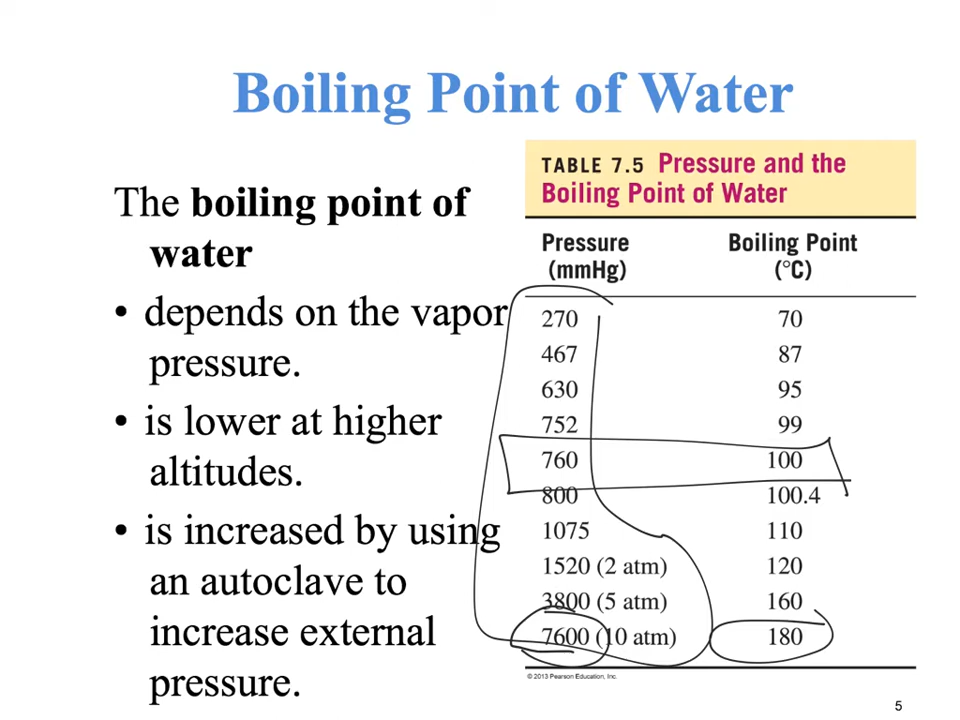 Boiling Point of Water
The boiling point of
water
• depends on the vapor
pressure.
• is lower at higher
altitudes.
• is increased by using
an autoclave to
increase external
pressure.
TABLE 7.5 Pressure and the
Boiling Point of Water
Pressure Boiling Point
(mmHg) (°C)
270 70
467 87
630 95
752 99
760 100
800 100.4
1075 110
1520 (2 atm) 120
3800 (5 atm) 160
7600 (10 atm) 180
© 2013 Pearson Education, Inc.
5